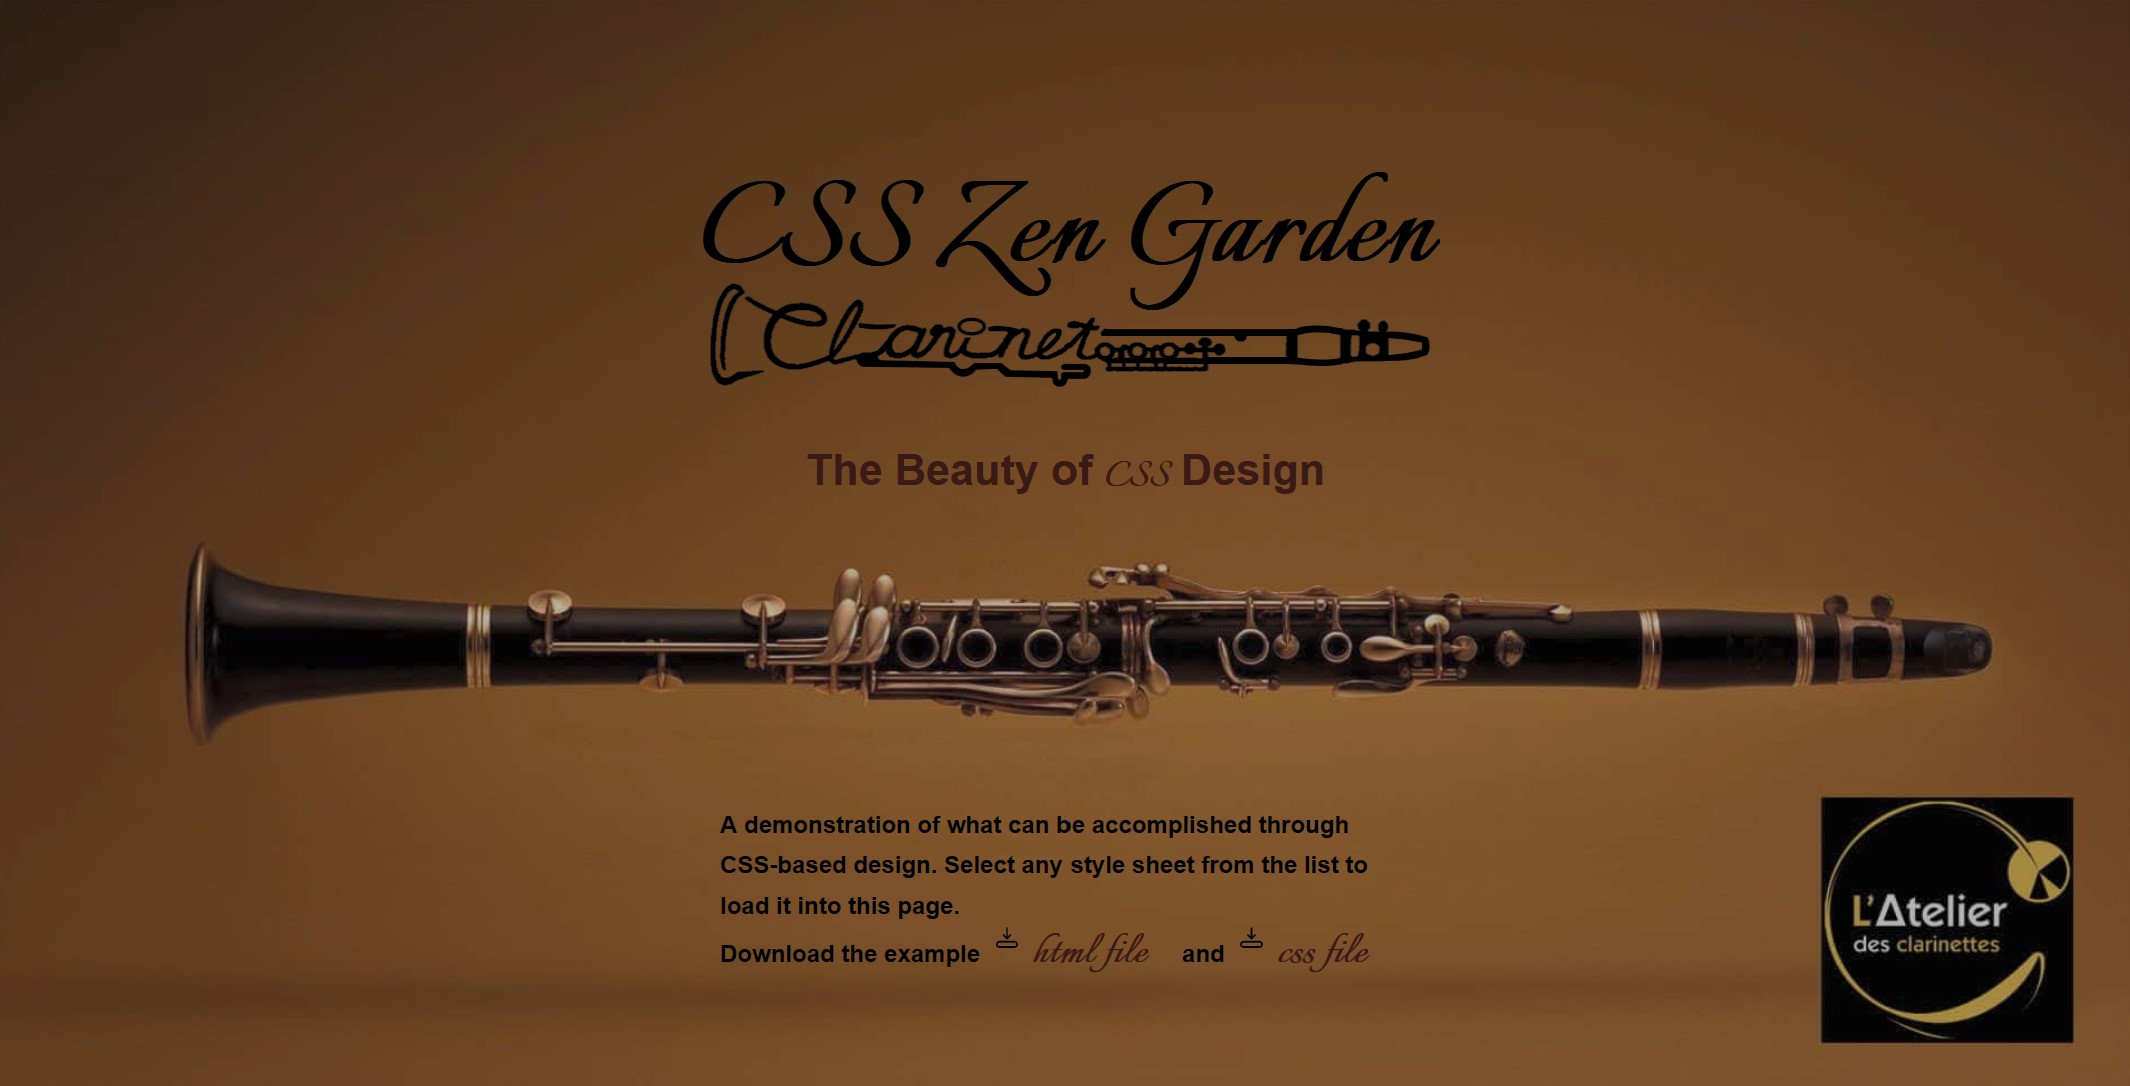 CSS Zen Garden
Clarinet
The Beauty of CSS Design
A demonstration of what can be accomplished through
CSS-based design. Select any style sheet from the list to
load it into this page.
Download the example html file and css file
L'Atelier
des clarinettes